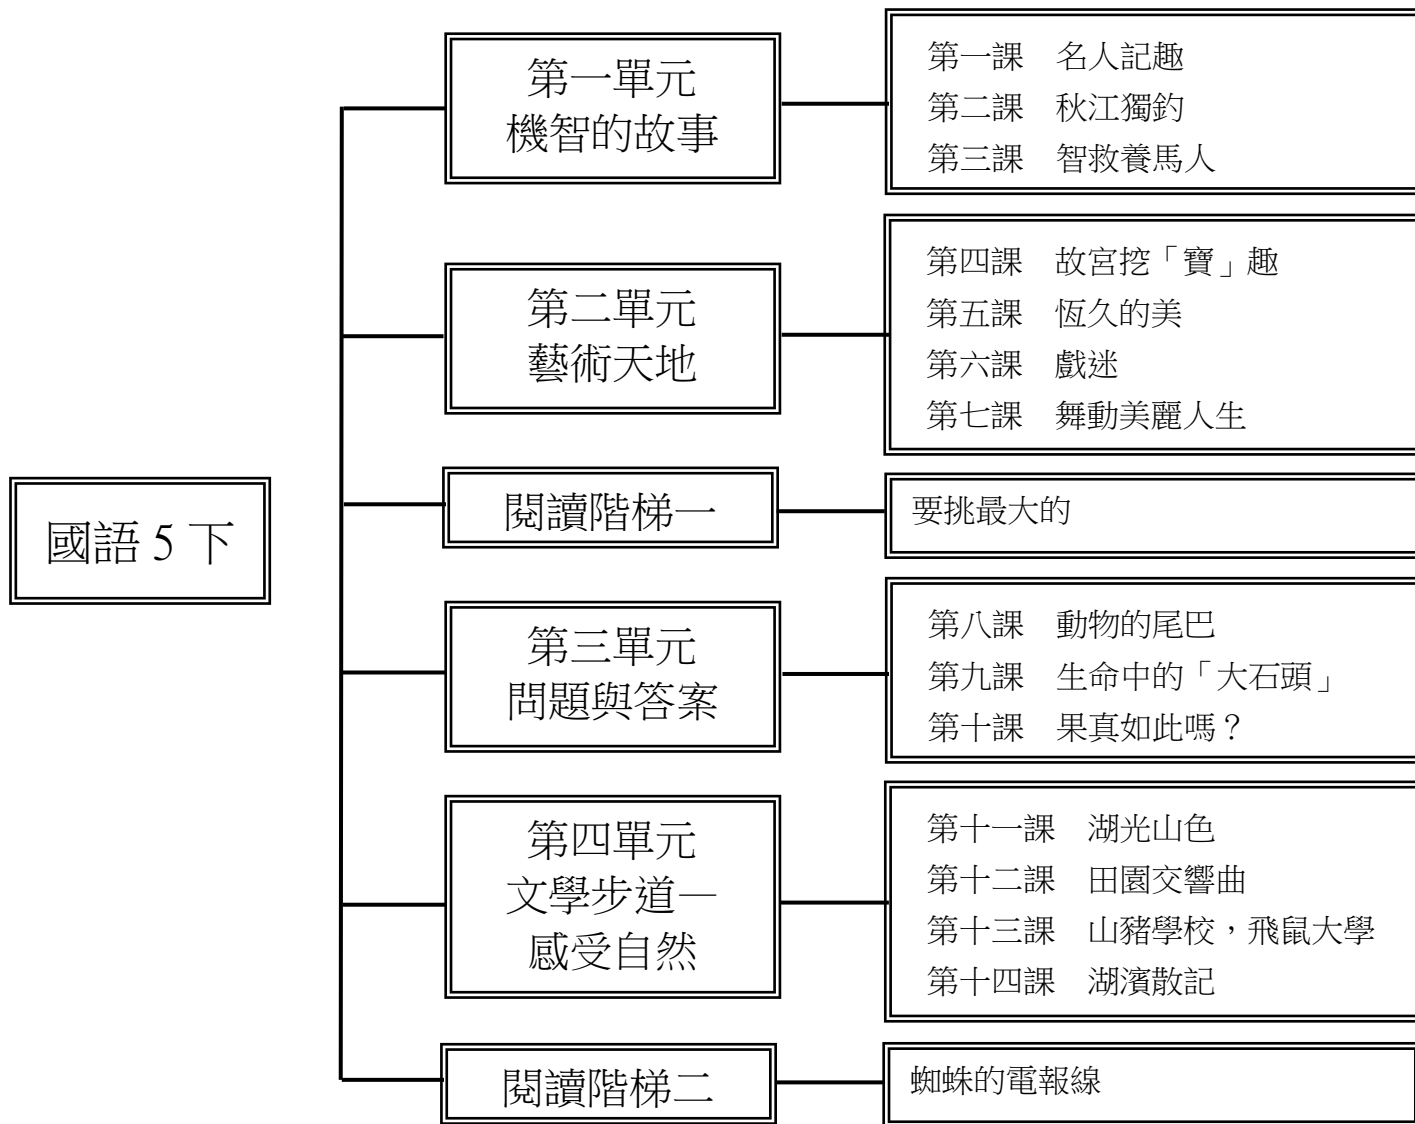 國語 5 下
第一單元
機智的故事
第一課　名人記趣
第二課　秋江獨釣
第三課　智救養馬人
第二單元
藝術天地
第四課　故宮挖「寶」趣
第五課　恆久的美
第六課　戲迷
第七課　舞動美麗人生
閱讀階梯一
要挑最大的
第三單元
問題與答案
第八課　動物的尾巴
第九課　生命中的「大石頭」
第十課　果真如此嗎？
第四單元
文學步道—
感受自然
第十一課　湖光山色
第十二課　田園交響曲
第十三課　山豬學校，飛鼠大學
第十四課　湖濱散記
閱讀階梯二
蜘蛛的電報線